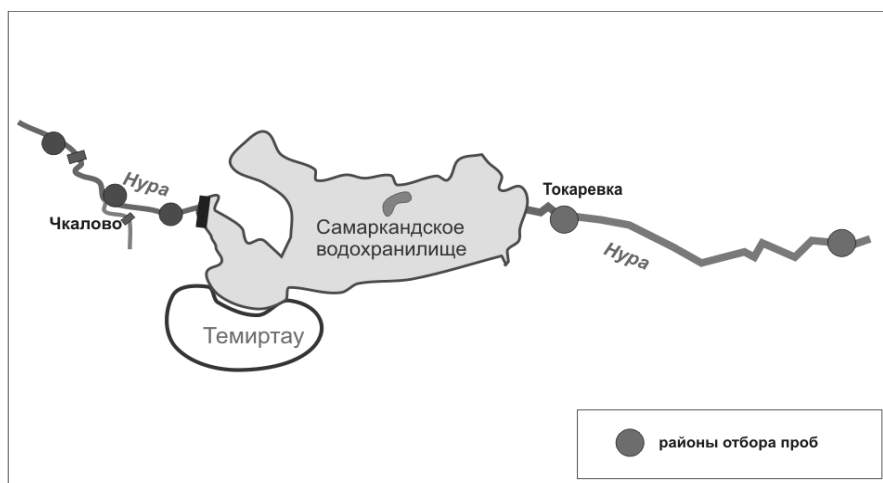 Нура
Чкалово
Токаревка
Самаркандское
водохранилище
Нура
Темиртау
районы отбора проб